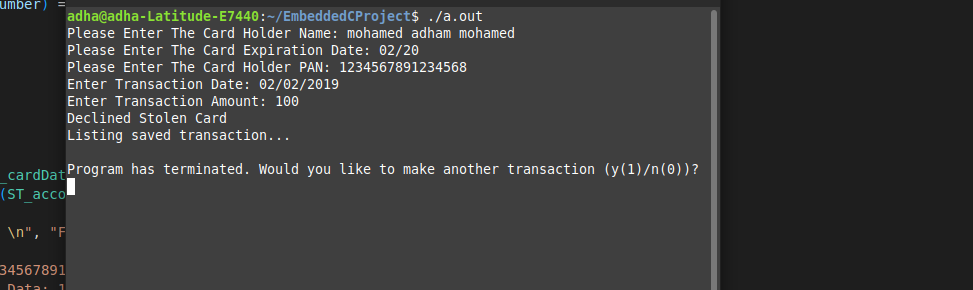 umber) =
adha@adha-Latitude-E7440:~/EmbeddedCProject$ ./a.out
Please Enter The Card Holder Name: mohamed adham mohamed
Please Enter The Card Expiration Date: 02/20
Please Enter The Card Holder PAN: 1234567891234568
Enter Transaction Date: 02/02/2019
Enter Transaction Amount: 100
Declined Stolen Card
Listing saved transaction...
Program has terminated. Would you like to make another transaction (y(1)/n(0))?
_cardDat
(ST_acco
\n", "F
34567891
Data: 1